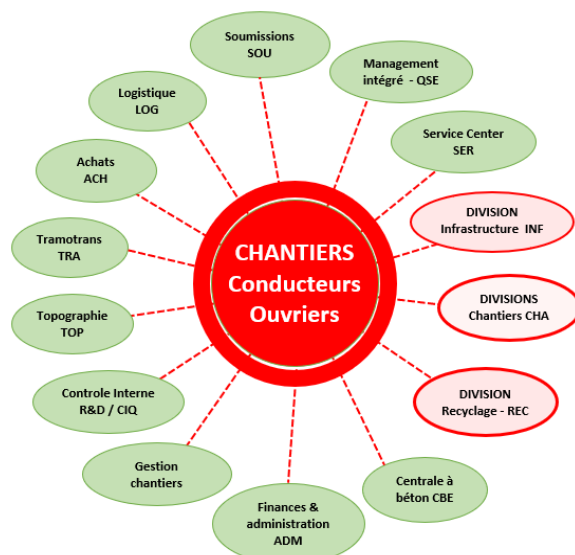 Soumissions
SOU
Management
intégré - QSE
Logistique
LOG
Service Center
SER
Achats
ACH
DIVISION
Infrastructure INF
Tramotrans
TRA
CHANTIERS
Conducteurs
Ouvriers
DIVISIONS
Chantiers CHA
Topographie
TOP
Controle Interne
R&D / CIQ
DIVISION
Recyclage - REC
Gestion
chantiers
Centrale à
béton CBE
Finances &
administration
ADM